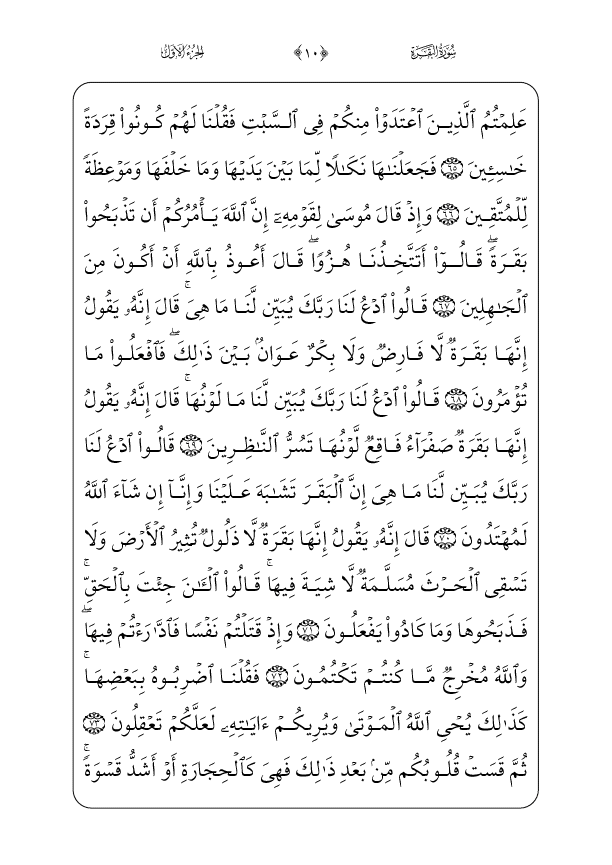 سُورَةُ البَقَرَةِ ﴿١٠﴾ الجُزْءُ الأَوَّلُ
عَلِمْتُمُ ٱلَّذِينَ ٱعْتَدَوْا۟ مِنكُمْ فِى ٱلسَّبْتِ فَقُلْنَا لَهُمْ كُونُوا۟ قِرَدَةً
خَـٰسِـِٔينَ ٦٥ فَجَعَلْنَـٰهَا نَكَـٰلًا لِّمَا بَيْنَ يَدَيْهَا وَمَا خَلْفَهَا وَمَوْعِظَةً
لِّلْمُتَّقِينَ ٦٦ وَإِذْ قَالَ مُوسَىٰ لِقَوْمِهِۦٓ إِنَّ ٱللَّهَ يَأْمُرُكُمْ أَن تَذْبَحُوا۟
بَقَرَةً ۖ قَالُوٓا۟ أَتَتَّخِذُنَا هُزُوًا ۖ قَالَ أَعُوذُ بِٱللَّهِ أَنْ أَكُونَ مِنَ
ٱلْجَـٰهِلِينَ ٦٧ قَالُوا۟ ٱدْعُ لَنَا رَبَّكَ يُبَيِّن لَّنَا مَا هِىَ ۚ قَالَ إِنَّهُۥ يَقُولُ
إِنَّهَا بَقَرَةٌ لَّا فَارِضٌ وَلَا بِكْرٌ عَوَانٌۢ بَيْنَ ذَٰلِكَ ۖ فَٱفْعَلُوا۟ مَا
تُؤْمَرُونَ ٦٨ قَالُوا۟ ٱدْعُ لَنَا رَبَّكَ يُبَيِّن لَّنَا مَا لَوْنُهَا ۚ قَالَ إِنَّهُۥ يَقُولُ
إِنَّهَا بَقَرَةٌ صَفْرَآءُ فَاقِعٌ لَّوْنُهَا تَسُرُّ ٱلنَّـٰظِرِينَ ٦٩ قَالُوا۟ ٱدْعُ لَنَا
رَبَّكَ يُبَيِّن لَّنَا مَا هِىَ إِنَّ ٱلْبَقَرَ تَشَـٰبَهَ عَلَيْنَا وَإِنَّآ إِن شَآءَ ٱللَّهُ
لَمُهْتَدُونَ ٧٠ قَالَ إِنَّهُۥ يَقُولُ إِنَّهَا بَقَرَةٌ لَّا ذَلُولٌ تُثِيرُ ٱلْأَرْضَ وَلَا
تَسْقِى ٱلْحَرْثَ مُسَلَّمَةٌ لَّا شِيَةَ فِيهَا ۚ قَالُوا۟ ٱلْـَٔـٰنَ جِئْتَ بِٱلْحَقِّ ۚ
فَذَبَحُوهَا وَمَا كَادُوا۟ يَفْعَلُونَ ٧١ وَإِذْ قَتَلْتُمْ نَفْسًا فَٱدَّٰرَْٰٔتُمْ فِيهَا ۖ
وَٱللَّهُ مُخْرِجٌ مَّا كُنتُمْ تَكْتُمُونَ ٧٢ فَقُلْنَا ٱضْرِبُوهُ بِبَعْضِهَا ۚ
كَذَٰلِكَ يُحْىِ ٱللَّهُ ٱلْمَوْتَىٰ وَيُرِيكُمْ ءَايَـٰتِهِۦ لَعَلَّكُمْ تَعْقِلُونَ ٧٣
ثُمَّ قَسَتْ قُلُوبُكُم مِّنۢ بَعْدِ ذَٰلِكَ فَهِىَ كَٱلْحِجَارَةِ أَوْ أَشَدُّ قَسْوَةً ۚ